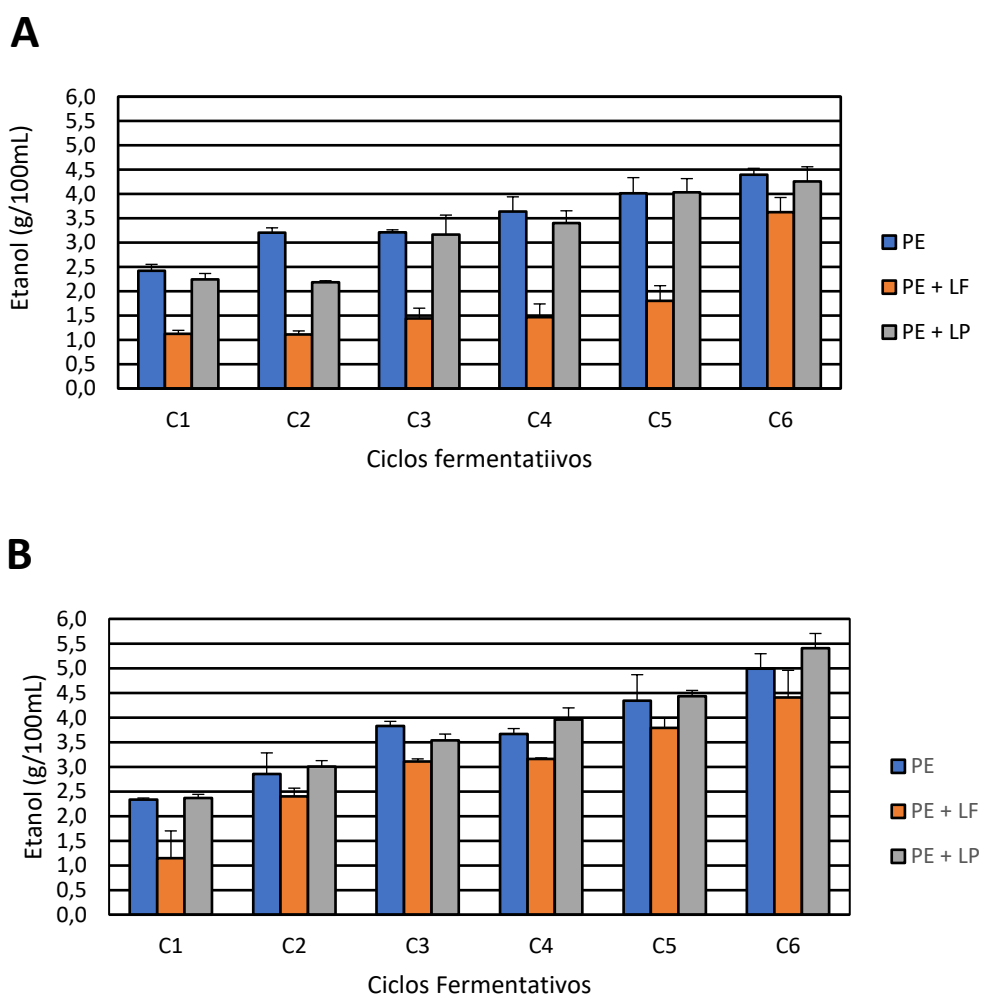 A
Etanol (g/100mL)
6,0
5,5
5,0
4,5
4,0
3,5
3,0
2,5
2,0
1,5
1,0
0,5
0,0
C1 C2 C3 C4 C5 C6
Ciclos fermentatiivos
PE
PE + LF
PE + LP
B
Etanol (g/100mL)
6,0
5,5
5,0
4,5
4,0
3,5
3,0
2,5
2,0
1,5
1,0
0,5
0,0
C1 C2 C3 C4 C5 C6
Ciclos Fermentativos
PE
PE + LF
PE + LP